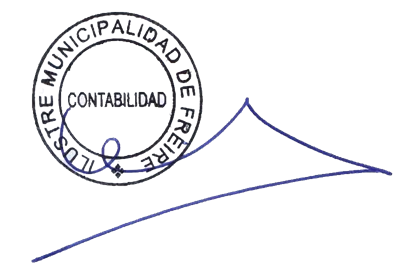 ILUSTRE MUNICIPALIDAD DE FREIRE
CONTABILIDAD